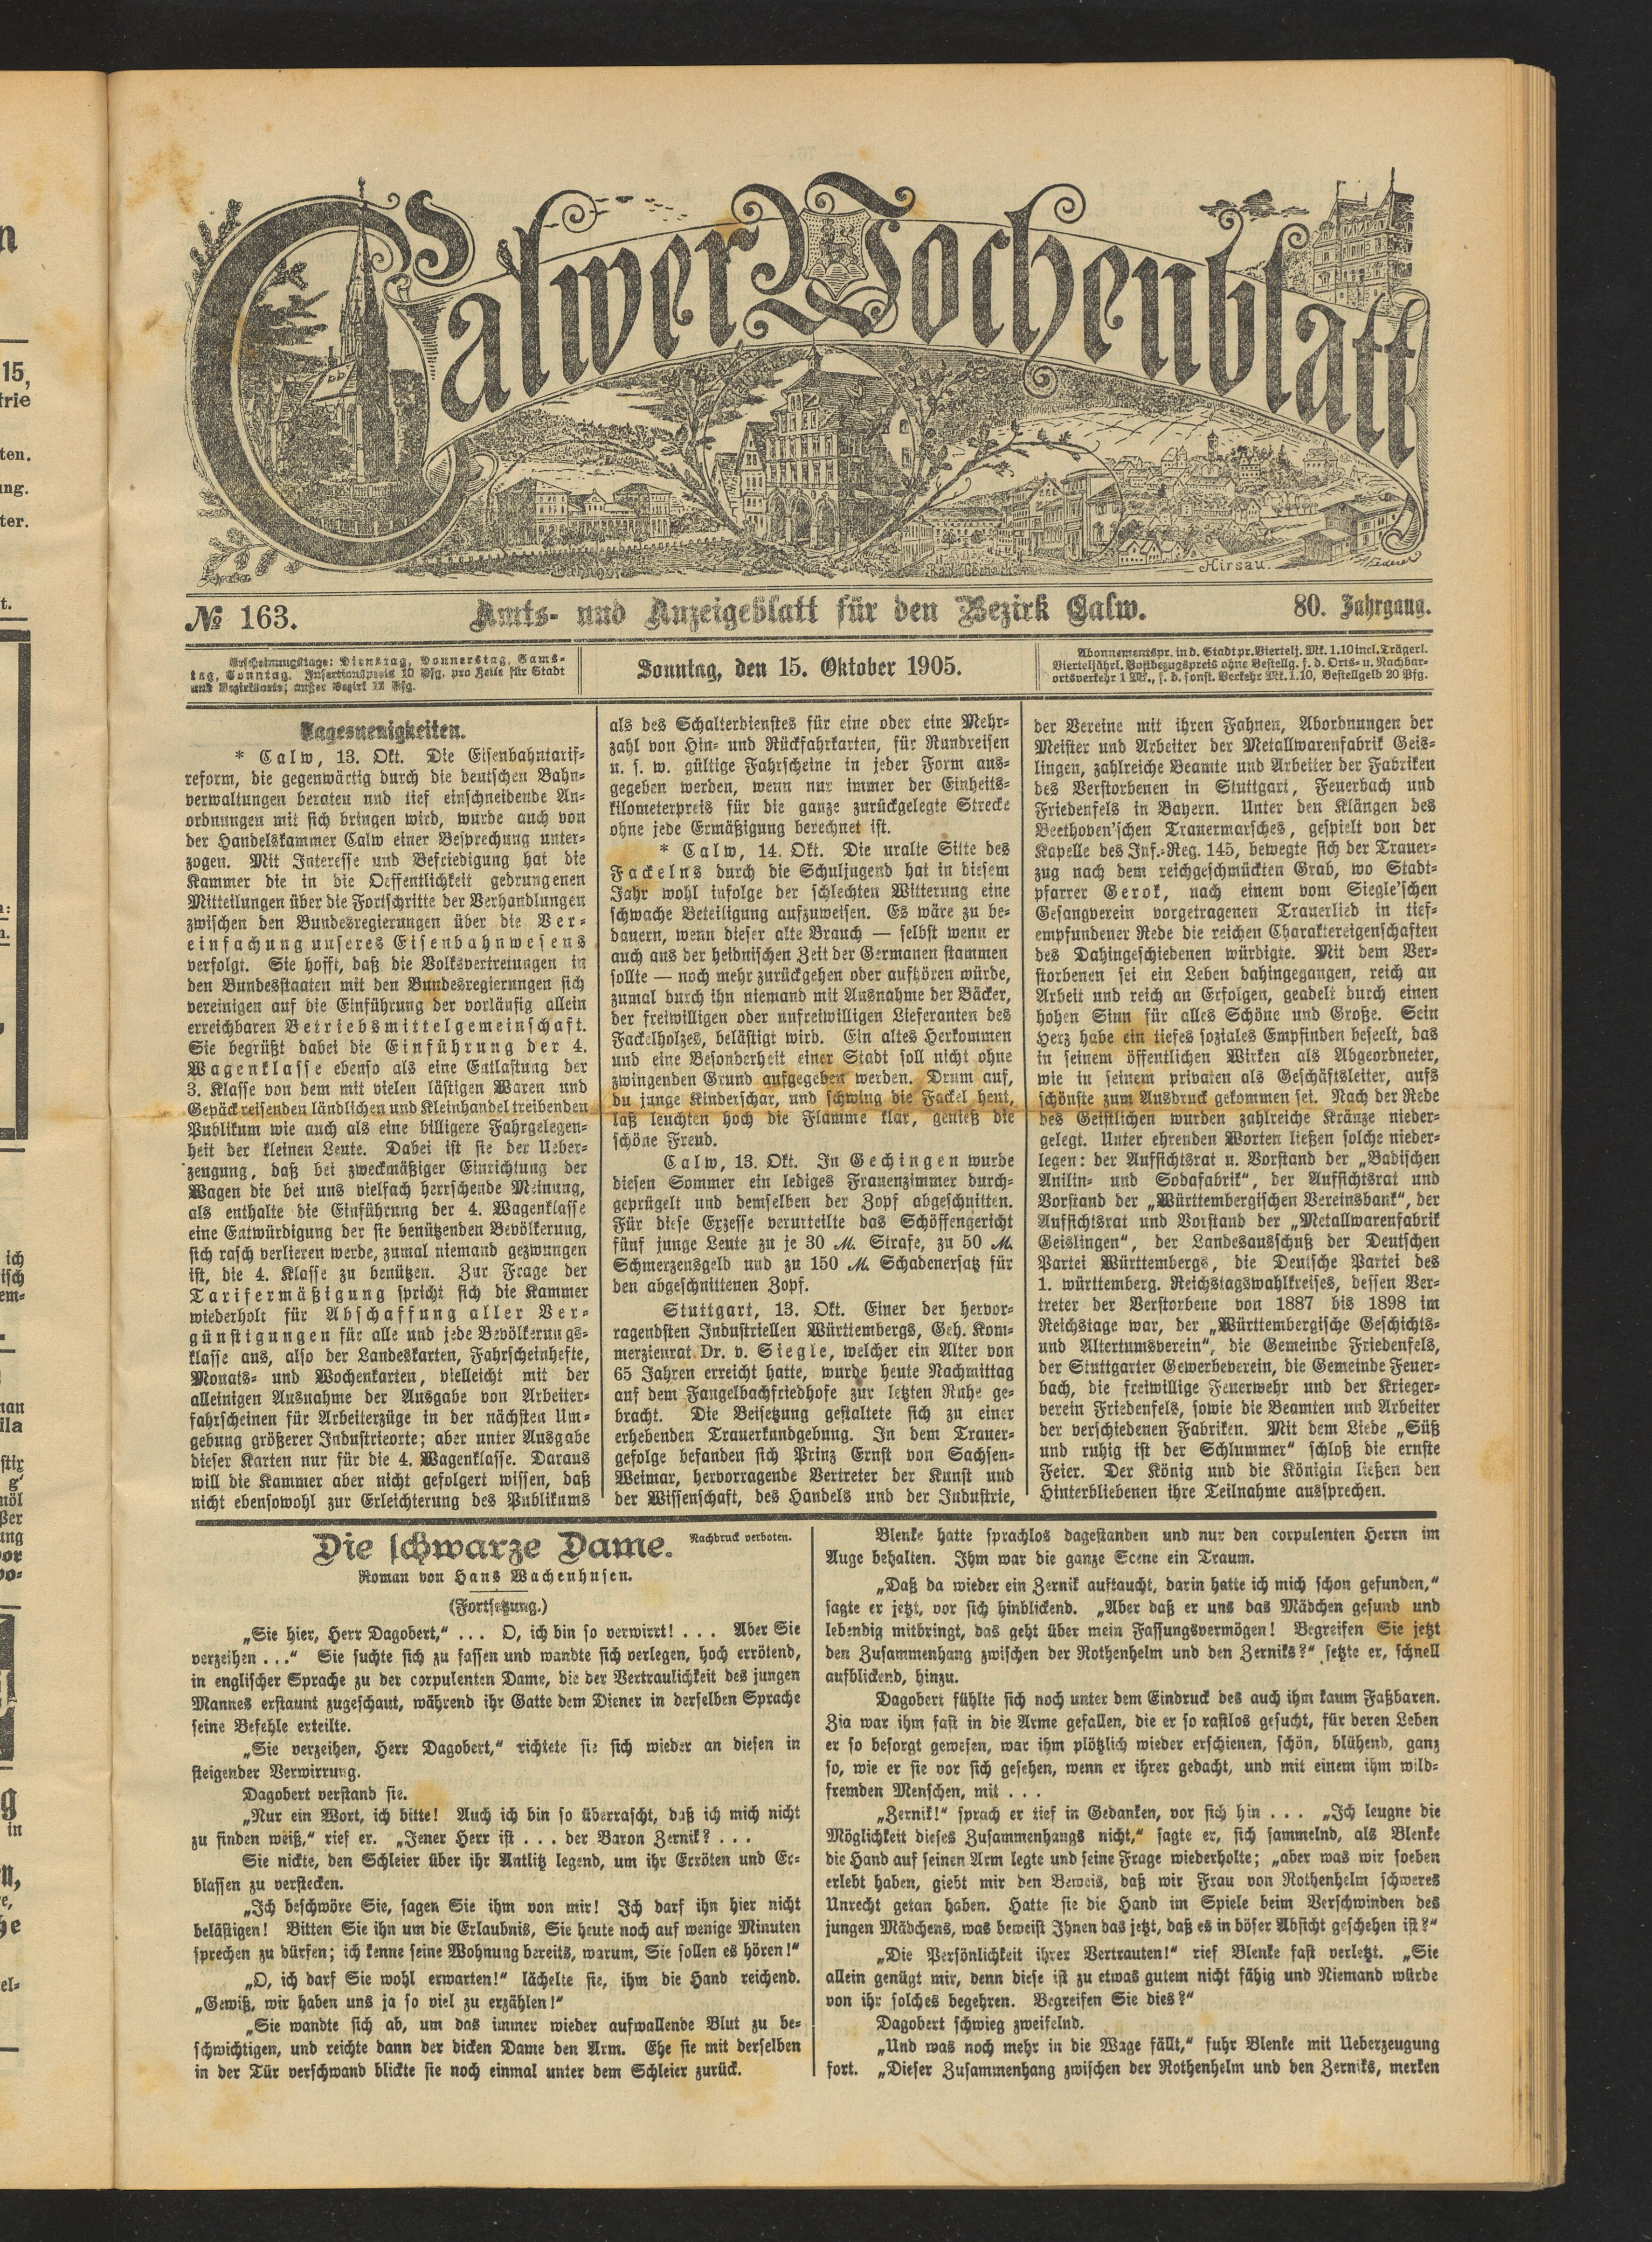 Calwer Wochenblatt
Hirsau.
№ 163.
Amts- und Anzeigeblatt für den Bezirk Calw.
80. Jahrgang.
Erscheinungstage: Dienstag, Donnerstag, Sams-
tag, Sonntag. Insertionspreis 10 Pfg. pro Zeile für Stadt
und Bezirksorte; außer Bezirk 12 Pfg.
Sonntag, den 15. Oktober 1905.
Abonnementspr. in d. Stadt pr. Viertelj. Mk. 1.10 incl. Trägerl.
Vierteljährl. Postbezugspreis ohne Bestellg. f. d. Orts- u. Nachbar-
ortsverkehr 1 Mk., f. d. sonst. Verkehr Mk. 1.10, Bestellgeld 20 Pfg.
Tagesneuigkeiten.
* Calw, 13. Okt. Die Eisenbahntarif-
reform, die gegenwärtig durch die deutschen Bahn-
verwaltungen beraten und tief einschneidende An-
ordnungen mit sich bringen wird, wurde auch von
der Handelskammer Calw einer Besprechung unter-
zogen. Mit Interesse und Befriedigung hat die
Kammer die in die Oeffentlichkeit gedrungenen
Mitteilungen über die Fortschritte der Verhandlungen
zwischen den Bundesregierungen über die Ver-
einfachung unseres Eisenbahnwesens
verfolgt. Sie hofft, daß die Volksvertretungen in
den Bundesstaaten mit den Bundesregierungen sich
vereinigen auf die Einführung der vorläufig allein
erreichbaren Betriebsmittelgemeinschaft.
Sie begrüßt dabei die Einführung der 4.
Wagenklasse ebenso als eine Entlastung der
3. Klasse von dem mit vielen lästigen Waren und
Gepäck reisenden ländlichen und Kleinhandel treibenden
Publikum wie auch als eine billigere Fahrgelegen-
heit der kleinen Leute. Dabei ist sie der Ueber-
zeugung, daß bei zweckmäßiger Einrichtung der
Wagen die bei uns vielfach herrschende Meinung,
als enthalte die Einführung der 4. Wagenklasse
eine Entwürdigung der sie benützenden Bevölkerung,
sich rasch verlieren werde, zumal niemand gezwungen
ist, die 4. Klasse zu benützen. Zur Frage der
Tarifermäßigung spricht sich die Kammer
wiederholt für Abschaffung aller Ver-
günstigungen für alle und jede Bevölkerungs-
klasse aus, also der Landeskarten, Fahrscheinhefte,
Monats- und Wochenkarten, vielleicht mit der
alleinigen Ausnahme der Ausgabe von Arbeiter-
fahrscheinen für Arbeiterzüge in der nächsten Um-
gebung größerer Industrieorte; aber unter Ausgabe
dieser Karten nur für die 4. Wagenklasse. Daraus
will die Kammer aber nicht gefolgert wissen, daß
nicht ebensowohl zur Erleichterung des Publikums
als des Schalterdienstes für eine oder eine Mehr-
zahl von Hin- und Rückfahrkarten, für Rundreisen
u. s. w. gültige Fahrscheine in jeder Form aus-
gegeben werden, wenn nur immer der Einheits-
kilometerpreis für die ganze zurückgelegte Strecke
ohne jede Ermäßigung berechnet ist.
* Calw, 14. Okt. Die uralte Sitte des
Fackelns durch die Schuljugend hat in diesem
Jahr wohl infolge der schlechten Witterung eine
schwache Beteiligung aufzuweisen. Es wäre zu be-
dauern, wenn dieser alte Brauch — selbst wenn er
auch aus der heidnischen Zeit der Germanen stammen
sollte — noch mehr zurückgehen oder aufhören würde,
zumal durch ihn niemand mit Ausnahme der Bäcker,
der freiwilligen oder unfreiwilligen Lieferanten des
Fackelholzes, belästigt wird. Ein altes Herkommen
und eine Besonderheit einer Stadt soll nicht ohne
zwingenden Grund aufgegeben werden. Drum auf,
du junge Kinderschar, und schwing die Fackel heut,
laß leuchten hoch die Flamme klar, genieß die
schöne Freud.
Calw, 13. Okt. In Gechingen wurde
diesen Sommer ein lediges Frauenzimmer durch-
geprügelt und demselben der Zopf abgeschnitten.
Für diese Exzesse verurteilte das Schöffengericht
fünf junge Leute zu je 30 M. Strafe, zu 50 M.
Schmerzensgeld und zu 150 M. Schadenersatz für
den abgeschnittenen Zopf.
Stuttgart, 13. Okt. Einer der hervor-
ragendsten Industriellen Württembergs, Geh. Kom-
merzienrat Dr. v. Siegle, welcher ein Alter von
65 Jahren erreicht hatte, wurde heute Nachmittag
auf dem Fangelbachfriedhofe zur letzten Ruhe ge-
bracht. Die Beisetzung gestaltete sich zu einer
erhebenden Trauerkundgebung. In dem Trauer-
gefolge befanden sich Prinz Ernst von Sachsen-
Weimar, hervorragende Vertreter der Kunst und
der Wissenschaft, des Handels und der Industrie,
der Vereine mit ihren Fahnen, Abordnungen der
Meister und Arbeiter der Metallwarenfabrik Geis-
lingen, zahlreiche Beamte und Arbeiter der Fabriken
des Verstorbenen in Stuttgart, Feuerbach und
Friedenfels in Bayern. Unter den Klängen des
Beethoven'schen Trauermarsches, gespielt von der
Kapelle des Inf.-Reg. 145, bewegte sich der Trauer-
zug nach dem reichgeschmückten Grab, wo Stadt-
pfarrer Gerok, nach einem vom Siegle'schen
Gesangverein vorgetragenen Trauerlied in tief-
empfundener Rede die reichen Charaktereigenschaften
des Dahingeschiedenen würdigte. Mit dem Ver-
storbenen sei ein Leben dahingegangen, reich an
Arbeit und reich an Erfolgen, geadelt durch einen
hohen Sinn für alles Schöne und Große. Sein
Herz habe ein tiefes soziales Empfinden beseelt, das
in seinem öffentlichen Wirken als Abgeordneter,
wie in seinem privaten als Geschäftsleiter, aufs
schönste zum Ausdruck gekommen sei. Nach der Rede
des Geistlichen wurden zahlreiche Kränze nieder-
gelegt. Unter ehrenden Worten ließen solche nieder-
legen: der Aufsichtsrat u. Vorstand der „Badischen
Anilin- und Sodafabrik“, der Aufsichtsrat und
Vorstand der „Württembergischen Vereinsbank“, der
Aufsichtsrat und Vorstand der „Metallwarenfabrik
Geislingen“, der Landesausschuß der Deutschen
Partei Württembergs, die Deutsche Partei des
1. württemberg. Reichstagswahlkreises, dessen Ver-
treter der Verstorbene von 1887 bis 1898 im
Reichstage war, der „Württembergische Geschichts-
und Altertumsverein“, die Gemeinde Friedenfels,
der Stuttgarter Gewerbeverein, die Gemeinde Feuer-
bach, die freiwillige Feuerwehr und der Krieger-
verein Friedenfels, sowie die Beamten und Arbeiter
der verschiedenen Fabriken. Mit dem Liede „Süß
und ruhig ist der Schlummer“ schloß die ernste
Feier. Der König und die Königin ließen den
Hinterbliebenen ihre Teilnahme aussprechen.
Die schwarze Dame.
Nachdruck verboten.
Roman von Hans Wachenhusen.
(Fortsetzung.)
„Sie hier, Herr Dagobert,“ . . . O, ich bin so verwirrt! . . . Aber Sie
verzeihen . . .“ Sie suchte sich zu fassen und wandte sich verlegen, hoch errötend,
in englischer Sprache zu der corpulenten Dame, die der Vertraulichkeit des jungen
Mannes erstaunt zugeschaut, während ihr Gatte dem Diener in derselben Sprache
seine Befehle erteilte.
„Sie verzeihen, Herr Dagobert,“ richtete sie sich wieder an diesen in
steigender Verwirrung.
Dagobert verstand sie.
„Nur ein Wort, ich bitte! Auch ich bin so überrascht, daß ich mich nicht
zu finden weiß,“ rief er. „Jener Herr ist . . . der Baron Zernik? . . .
Sie nickte, den Schleier über ihr Antlitz legend, um ihr Erröten und Er-
blassen zu verstecken.
„Ich beschwöre Sie, sagen Sie ihm von mir! Ich darf ihn hier nicht
belästigen! Bitten Sie ihn um die Erlaubnis, Sie heute noch auf wenige Minuten
sprechen zu dürfen; ich kenne seine Wohnung bereits, warum, Sie sollen es hören!“
„O, ich darf Sie wohl erwarten!“ lächelte sie, ihm die Hand reichend.
„Gewiß, wir haben uns ja so viel zu erzählen!“
„Sie wandte sich ab, um das immer wieder aufwallende Blut zu be-
schwichtigen, und reichte dann der dicken Dame den Arm. Ehe sie mit derselben
in der Tür verschwand blickte sie noch einmal unter dem Schleier zurück.
Blenke hatte sprachlos dagestanden und nur den corpulenten Herrn im
Auge behalten. Ihm war die ganze Scene ein Traum.
„Daß da wieder ein Zernik auftaucht, darin hatte ich mich schon gefunden,“
sagte er jetzt, vor sich hinblickend. „Aber daß er uns das Mädchen gesund und
lebendig mitbringt, das geht über mein Fassungsvermögen! Begreifen Sie jetzt
den Zusammenhang zwischen der Rothenhelm und den Zerniks?“ setzte er, schnell
aufblickend, hinzu.
Dagobert fühlte sich noch unter dem Eindruck des auch ihm kaum Faßbaren.
Zia war ihm fast in die Arme gefallen, die er so rastlos gesucht, für deren Leben
er so besorgt gewesen, war ihm plötzlich wieder erschienen, schön, blühend, ganz
so, wie er sie vor sich gesehen, wenn er ihrer gedacht, und mit einem ihm wild-
fremden Menschen, mit . . .
„Zernik!“ sprach er tief in Gedanken, vor sich hin . . . „Ich leugne die
Möglichkeit dieses Zusammenhangs nicht,“ sagte er, sich sammelnd, als Blenke
die Hand auf seinen Arm legte und seine Frage wiederholte; „aber was wir soeben
erlebt haben, giebt mir den Beweis, daß wir Frau von Rothenhelm schweres
Unrecht getan haben. Hatte sie die Hand im Spiele beim Verschwinden des
jungen Mädchens, was beweist Ihnen das jetzt, daß es in böser Absicht geschehen ist?“
„Die Persönlichkeit ihrer Vertrauten!“ rief Blenke fast verletzt. „Sie
allein genügt mir, denn diese ist zu etwas gutem nicht fähig und Niemand würde
von ihr solches begehren. Begreifen Sie dies?“
Dagobert schwieg zweifelnd.
„Und was noch mehr in die Wage fällt,“ fuhr Blenke mit Ueberzeugung
fort. „Dieser Zusammenhang zwischen der Rothenhelm und den Zerniks, merken